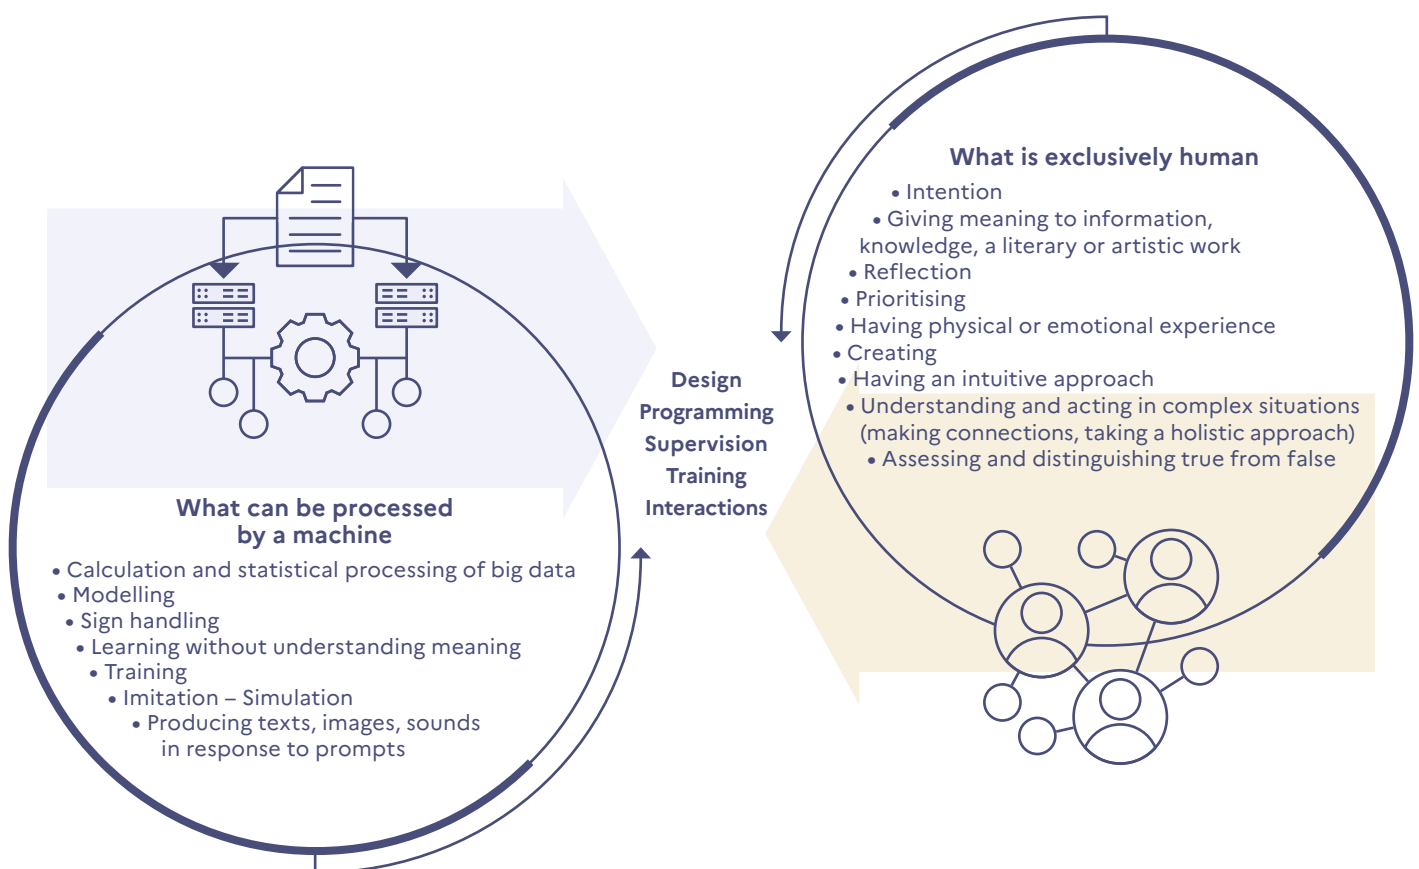 What is exclusively human
• Intention
• Giving meaning to information,
knowledge, a literary or artistic work
• Reflection
• Prioritising
• Having physical or emotional experience
• Creating
• Having an intuitive approach
• Understanding and acting in complex situations
(making connections, taking a holistic approach)
• Assessing and distinguishing true from false
Design
Programming
Supervision
Training
Interactions
What can be processed
by a machine
• Calculation and statistical processing of big data
• Modelling
• Sign handling
• Learning without understanding meaning
• Training
• Imitation – Simulation
• Producing texts, images, sounds
in response to prompts